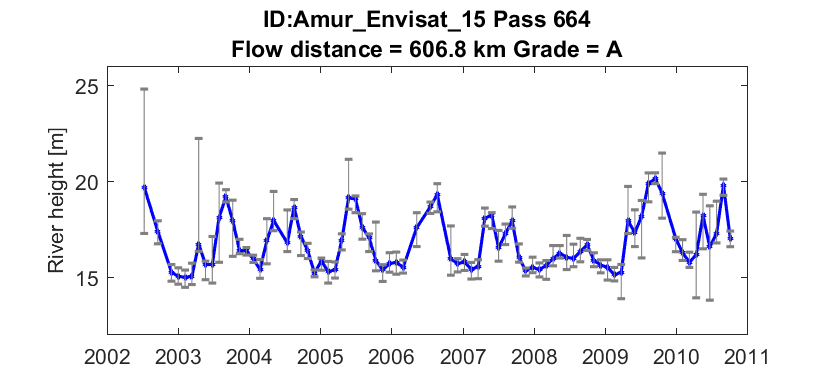 ID:Amur_Envisat_15 Pass 664
Flow distance = 606.8 km Grade = A
River height [m]
25
20
15
2002 2003 2004 2005 2006 2007 2008 2009 2010 2011